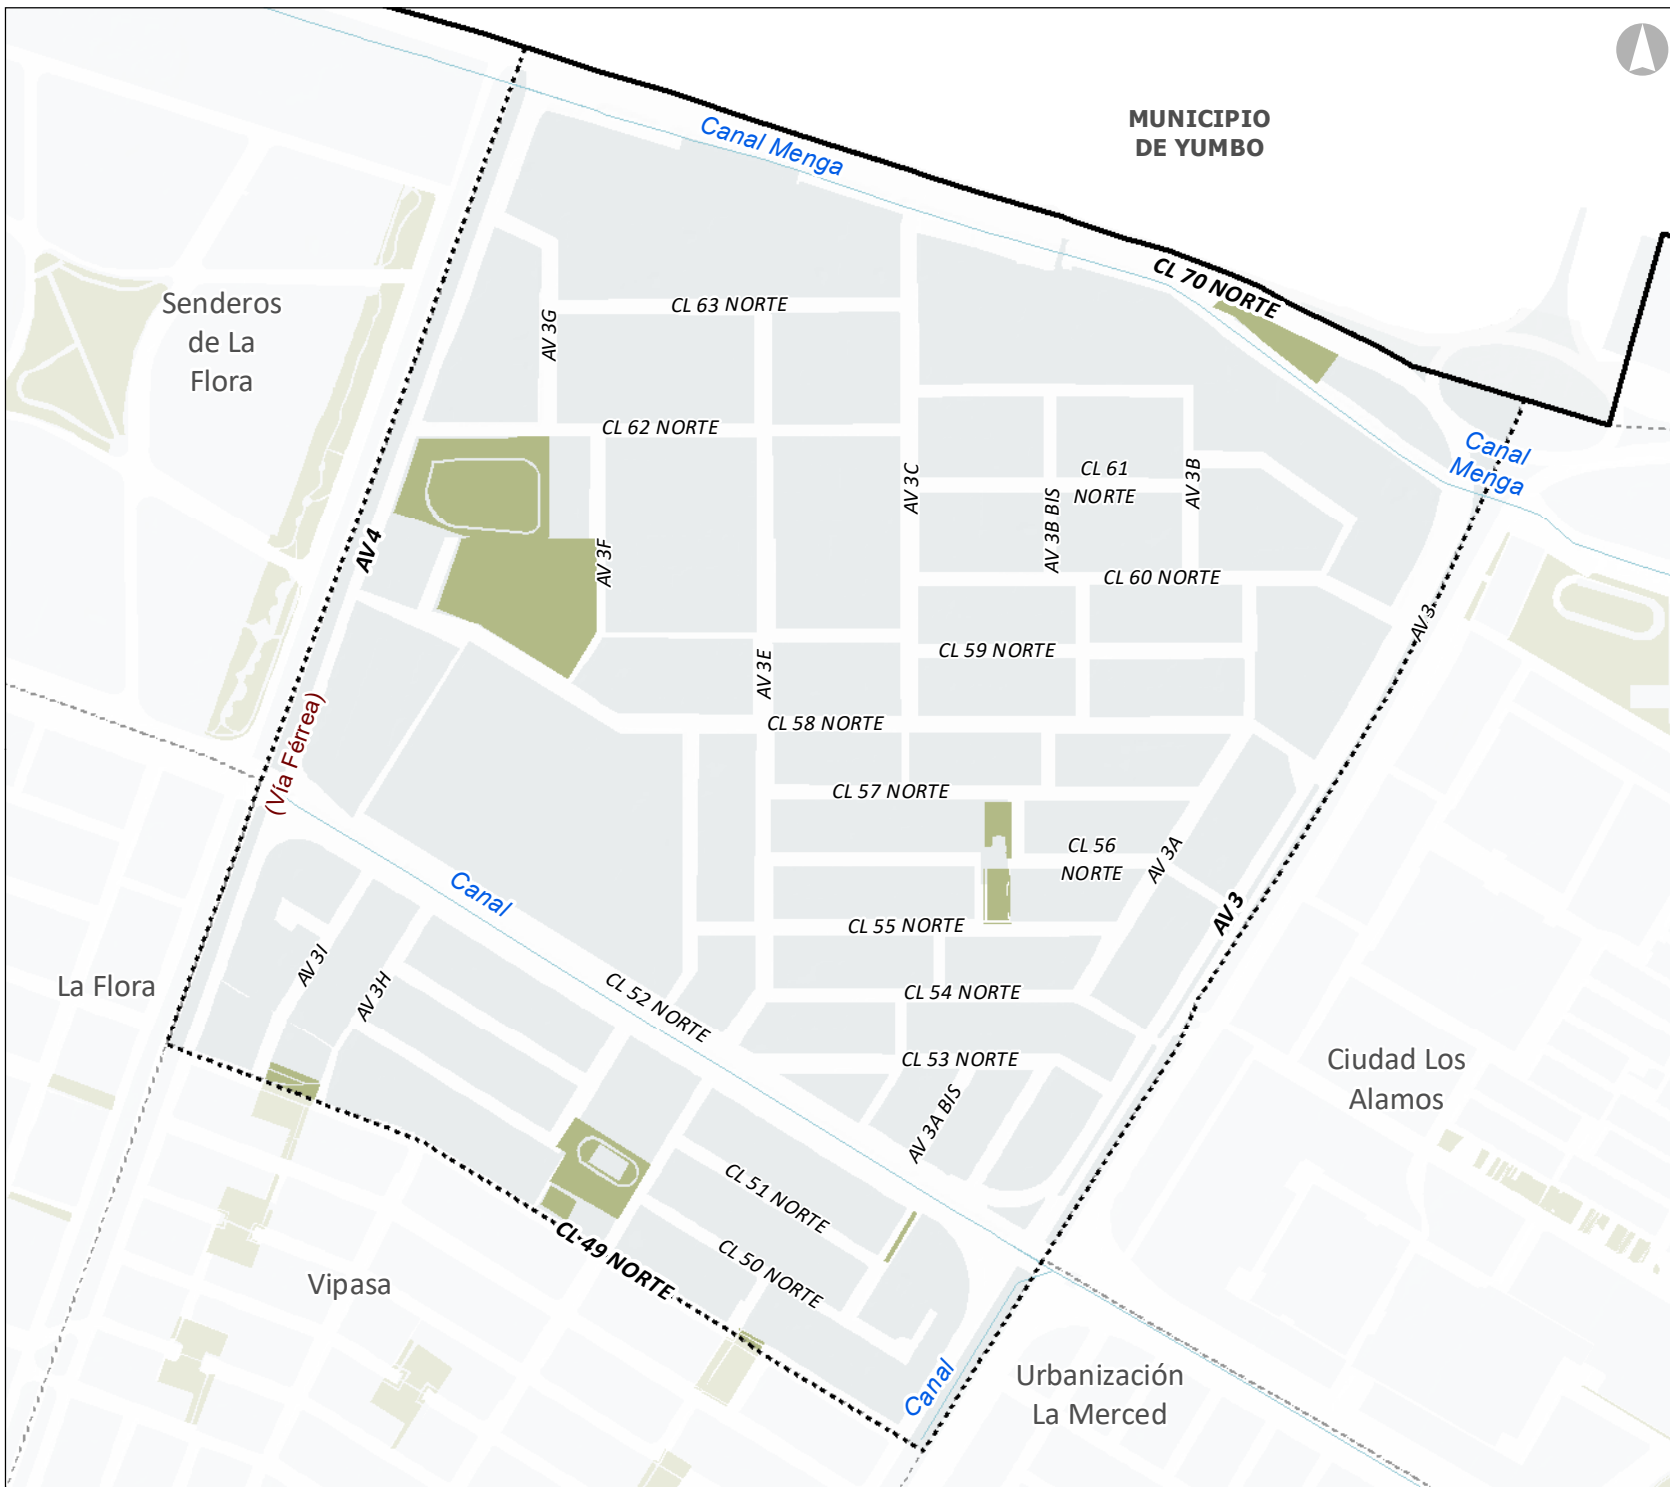 MUNICIPIO
DE YUMBO
Canal Menga
CL 70 NORTE
Senderos
de La
Flora
CL 63 NORTE
AV 3G
CL 62 NORTE
Canal
Menga
CL 61
NORTE
AV 3C
AV 3B
AV 3B BIS
AV 4
AV 3F
CL 60 NORTE
AV 3
CL 59 NORTE
AV 3E
CL 58 NORTE
(Vía Férrea)
CL 57 NORTE
CL 56
NORTE
AV 3A
Canal
AV 3
CL 55 NORTE
AV 3I
AV 3H
La Flora
CL 52 NORTE
CL 54 NORTE
CL 53 NORTE
Ciudad Los
Alamos
AV 3A BIS
CL 51 NORTE
CL 49 NORTE
CL 50 NORTE
Vipasa
Canal
Urbanización
La Merced